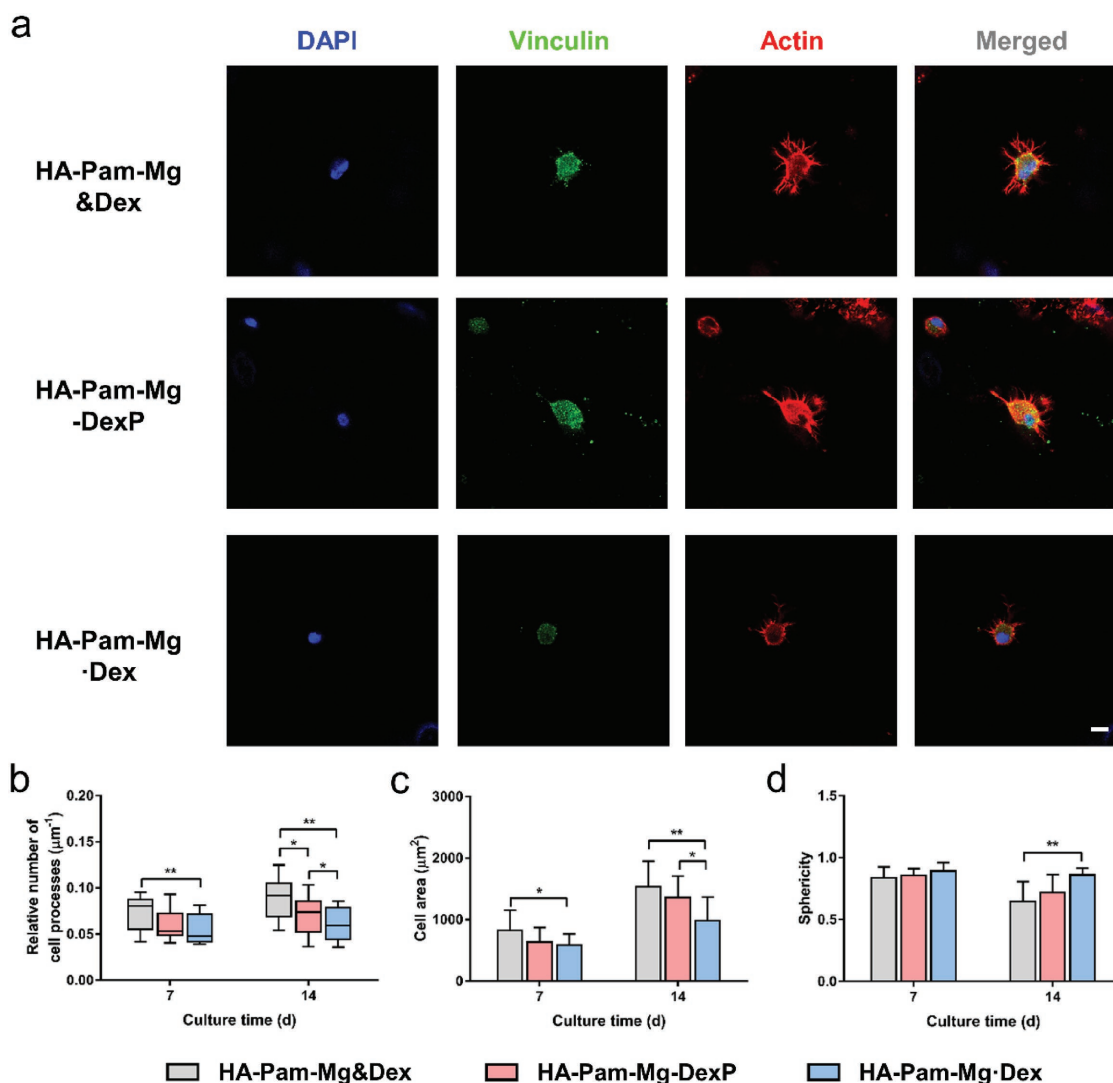 a
DAPI Vinculin Actin Merged
HA-Pam-Mg
&Dex
HA-Pam-Mg
-DexP
HA-Pam-Mg
·Dex
b
Relative number of
cell processes (μm⁻¹)
0.20
0.15
0.10
0.05
0.00
**
**
*
*
7 14
Culture time (d)
c
Cell area (μm²)
3000
2000
1000
0
*
**
*
7 14
Culture time (d)
d
Sphericity
1.5
1.0
0.5
0.0
**
7 14
Culture time (d)
HA-Pam-Mg&Dex HA-Pam-Mg-DexP HA-Pam-Mg·Dex